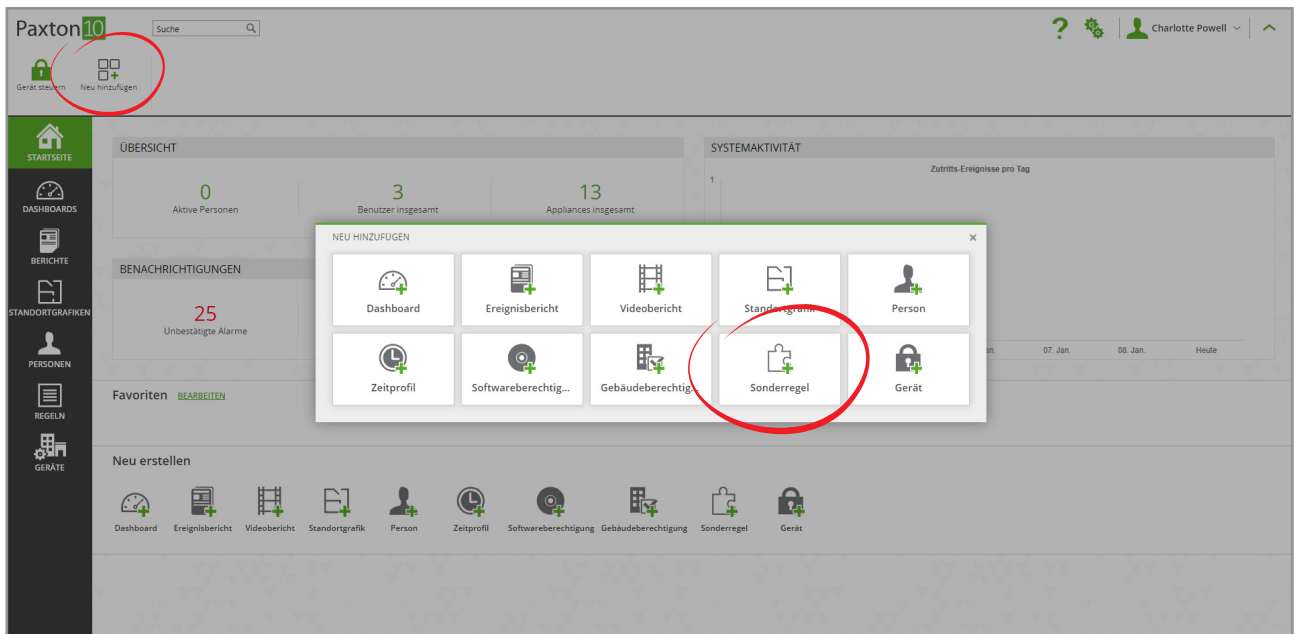 Paxton10
Suche
Charlotte Powell
Gerät steuern
Neu hinzufügen
STARTSEITE
DASHBOARDS
BERICHTE
STANDORTGRAFIKEN
PERSONEN
REGELN
GERÄTE
ÜBERSICHT
0
Aktive Personen
3
Benutzer insgesamt
13
Appliances insgesamt
SYSTEMAKTIVITÄT
Zutritts-Ereignisse pro Tag
1
07. Jan.
08. Jan.
Heute
BENACHRICHTIGUNGEN
25
Unbestätigte Alarme
NEU HINZUFÜGEN
Dashboard
Ereignisbericht
Videobericht
Standortgrafik
Person
Zeitprofil
Softwareberechtig...
Gebäudeberechtig...
Sonderregel
Gerät
Favoriten BEARBEITEN
Neu erstellen
Dashboard
Ereignisbericht
Videobericht
Standortgrafik
Person
Zeitprofil
Softwareberechtigung
Gebäudeberechtigung
Sonderregel
Gerät